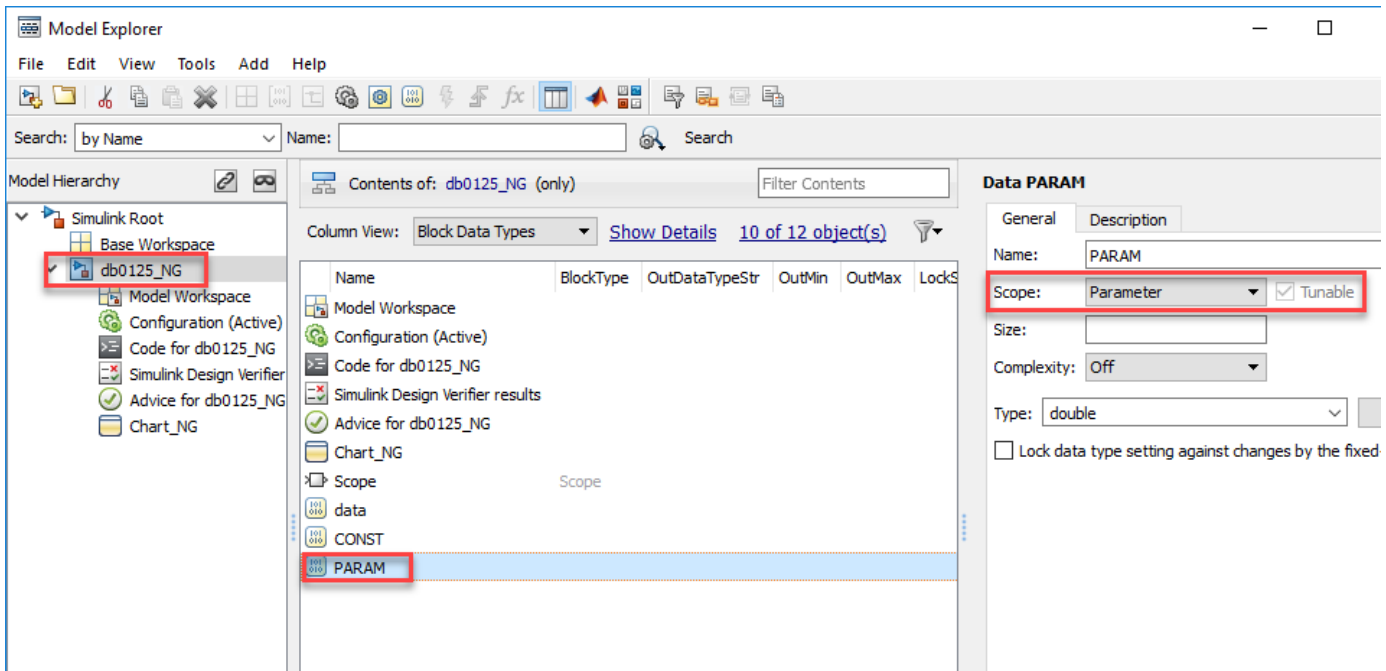 Model Explorer
File Edit View Tools Add Help
Search: by Name Name: Search
Model Hierarchy
Simulink Root
Base Workspace
db0125_NG
Model Workspace
Configuration (Active)
Code for db0125_NG
Simulink Design Verifier
Advice for db0125_NG
Chart_NG
Contents of: db0125_NG (only) Filter Contents
Column View: Block Data Types Show Details 10 of 12 object(s)
Name BlockType OutDataTypeStr OutMin OutMax LockS
Model Workspace
Configuration (Active)
Code for db0125_NG
Simulink Design Verifier results
Advice for db0125_NG
Chart_NG
Scope Scope
data
CONST
PARAM
Data PARAM
General Description
Name: PARAM
Scope: Parameter Tunable
Size:
Complexity: Off
Type: double
Lock data type setting against changes by the fixed-